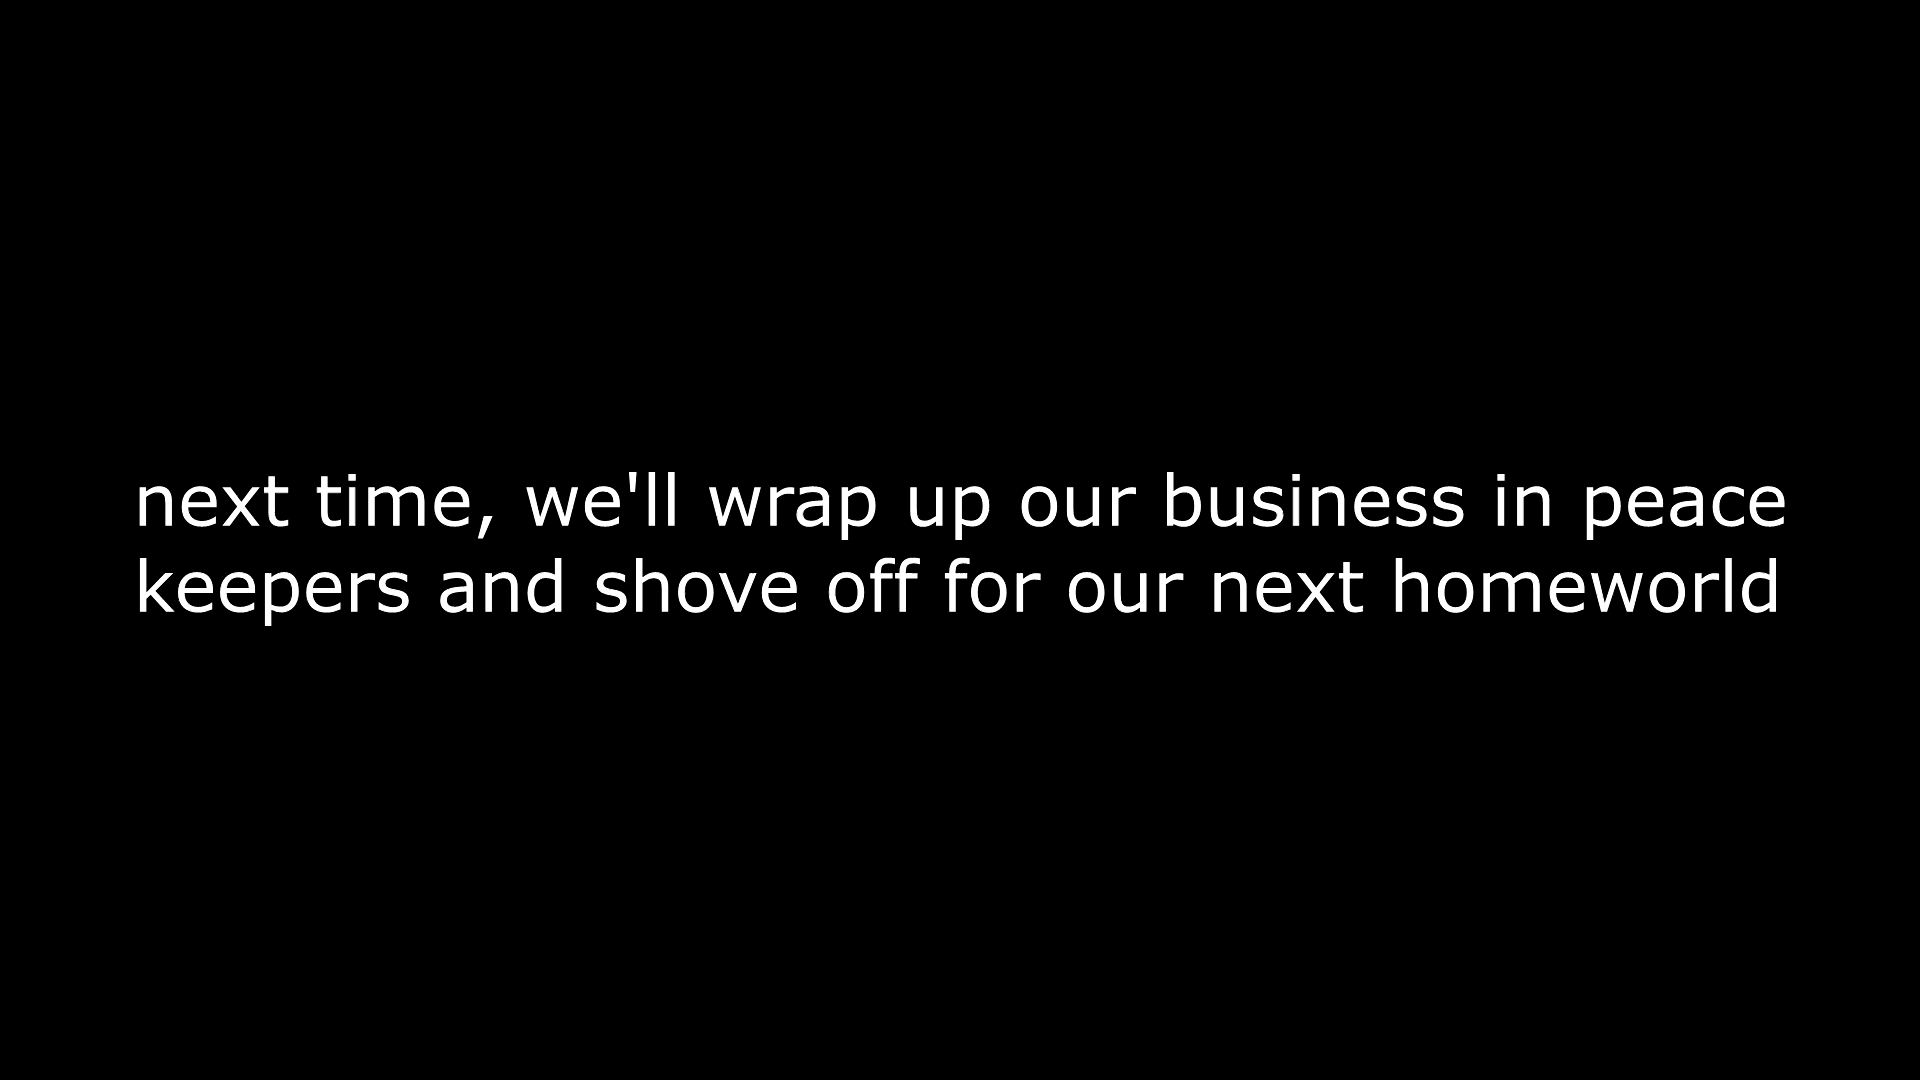 next time, we'll wrap up our business in peace
keepers and shove off for our next homeworld